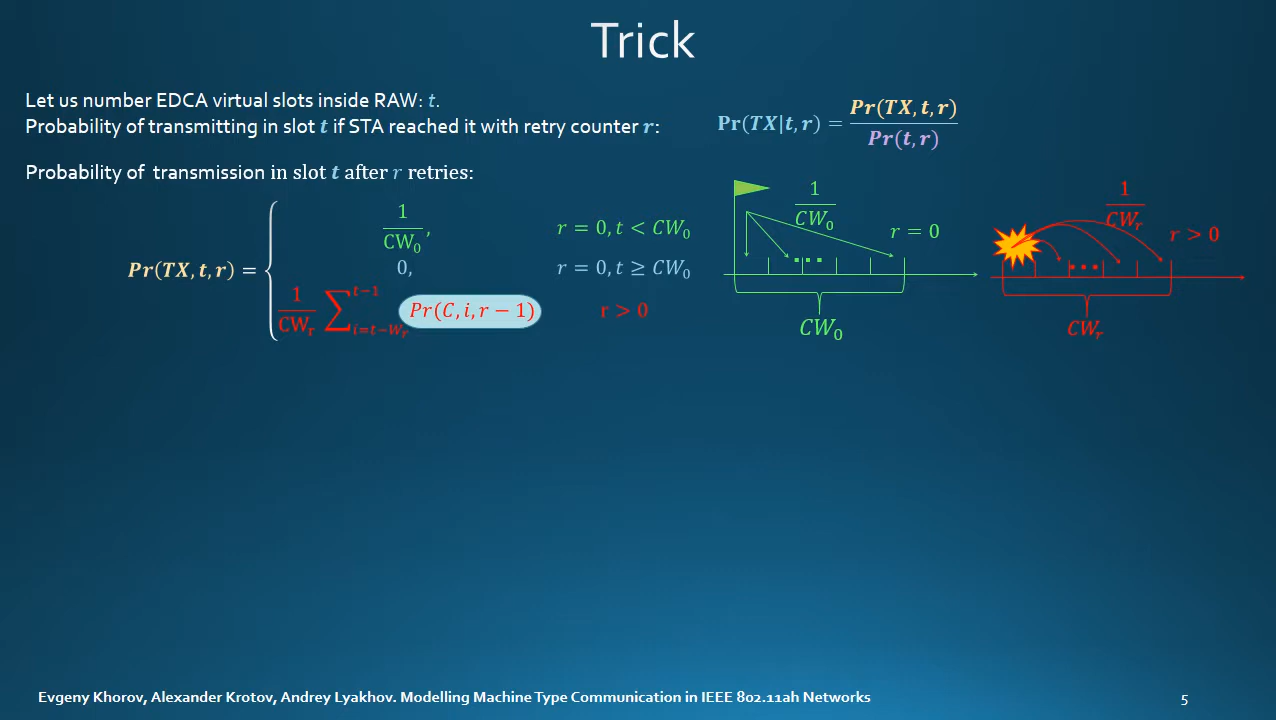 Trick
Let us number EDCA virtual slots inside RAW: t.
Probability of transmitting in slot t if STA reached it with retry counter r:
Pr(TX|t, r) = Pr(TX, t, r) / Pr(t, r)
Probability of transmission in slot t after r retries:
Pr(TX, t, r) = {
1/CW₀, r = 0, t < CW₀
0, r = 0, t ≥ CW₀
1/CWᵣ ∑_{i=t−Wᵣ}^{t−1} Pr(C, i, r − 1) r > 0
1/CW₀
r = 0
CW₀
1/CWᵣ
r > 0
CWᵣ
Evgeny Khorov, Alexander Krotov, Andrey Lyakhov. Modelling Machine Type Communication in IEEE 802.11ah Networks
5